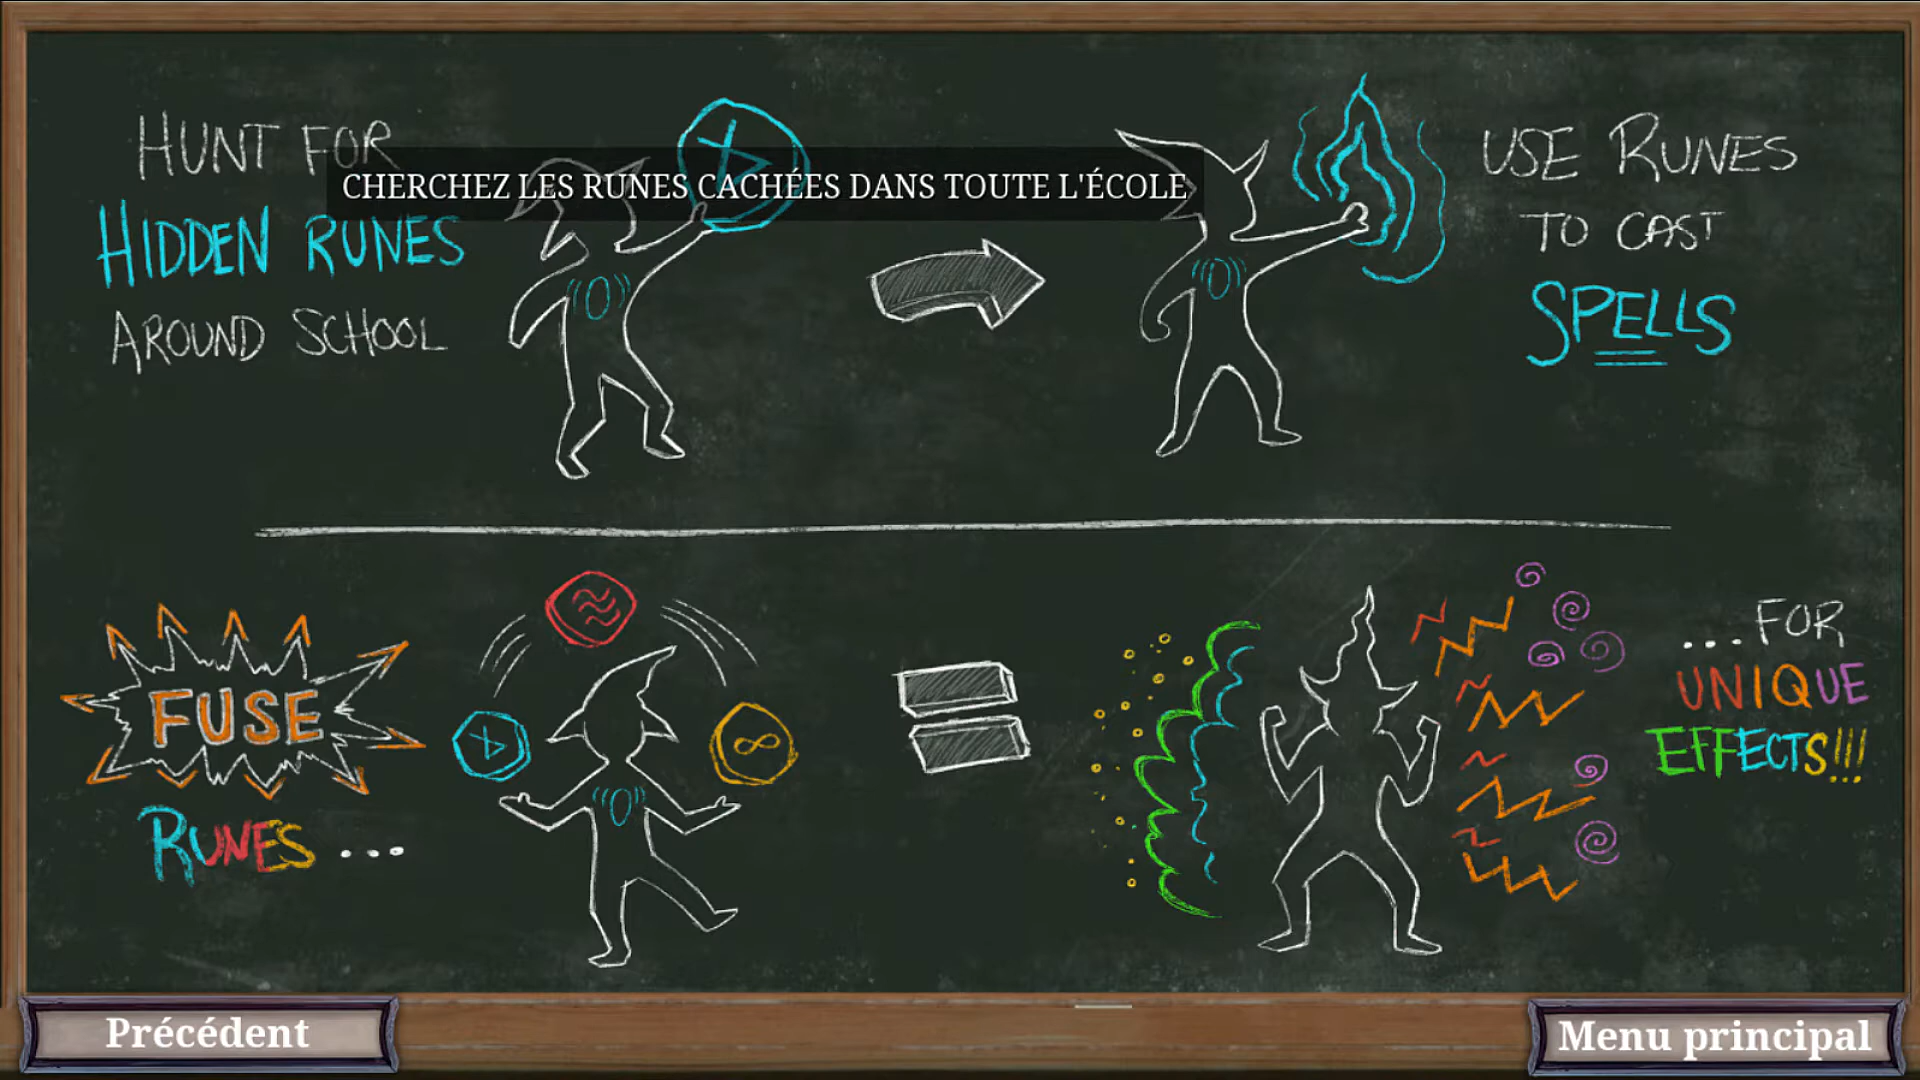 HUNT FOR
HIDDEN RUNES
AROUND SCHOOL
CHERCHEZ LES RUNES CACHÉES DANS TOUTE L'ÉCOLE
USE RUNES
TO CAST
SPELLS
FUSE
RUNES ...
...FOR
UNIQUE
EFFECTS!!!
Précédent
Menu principal